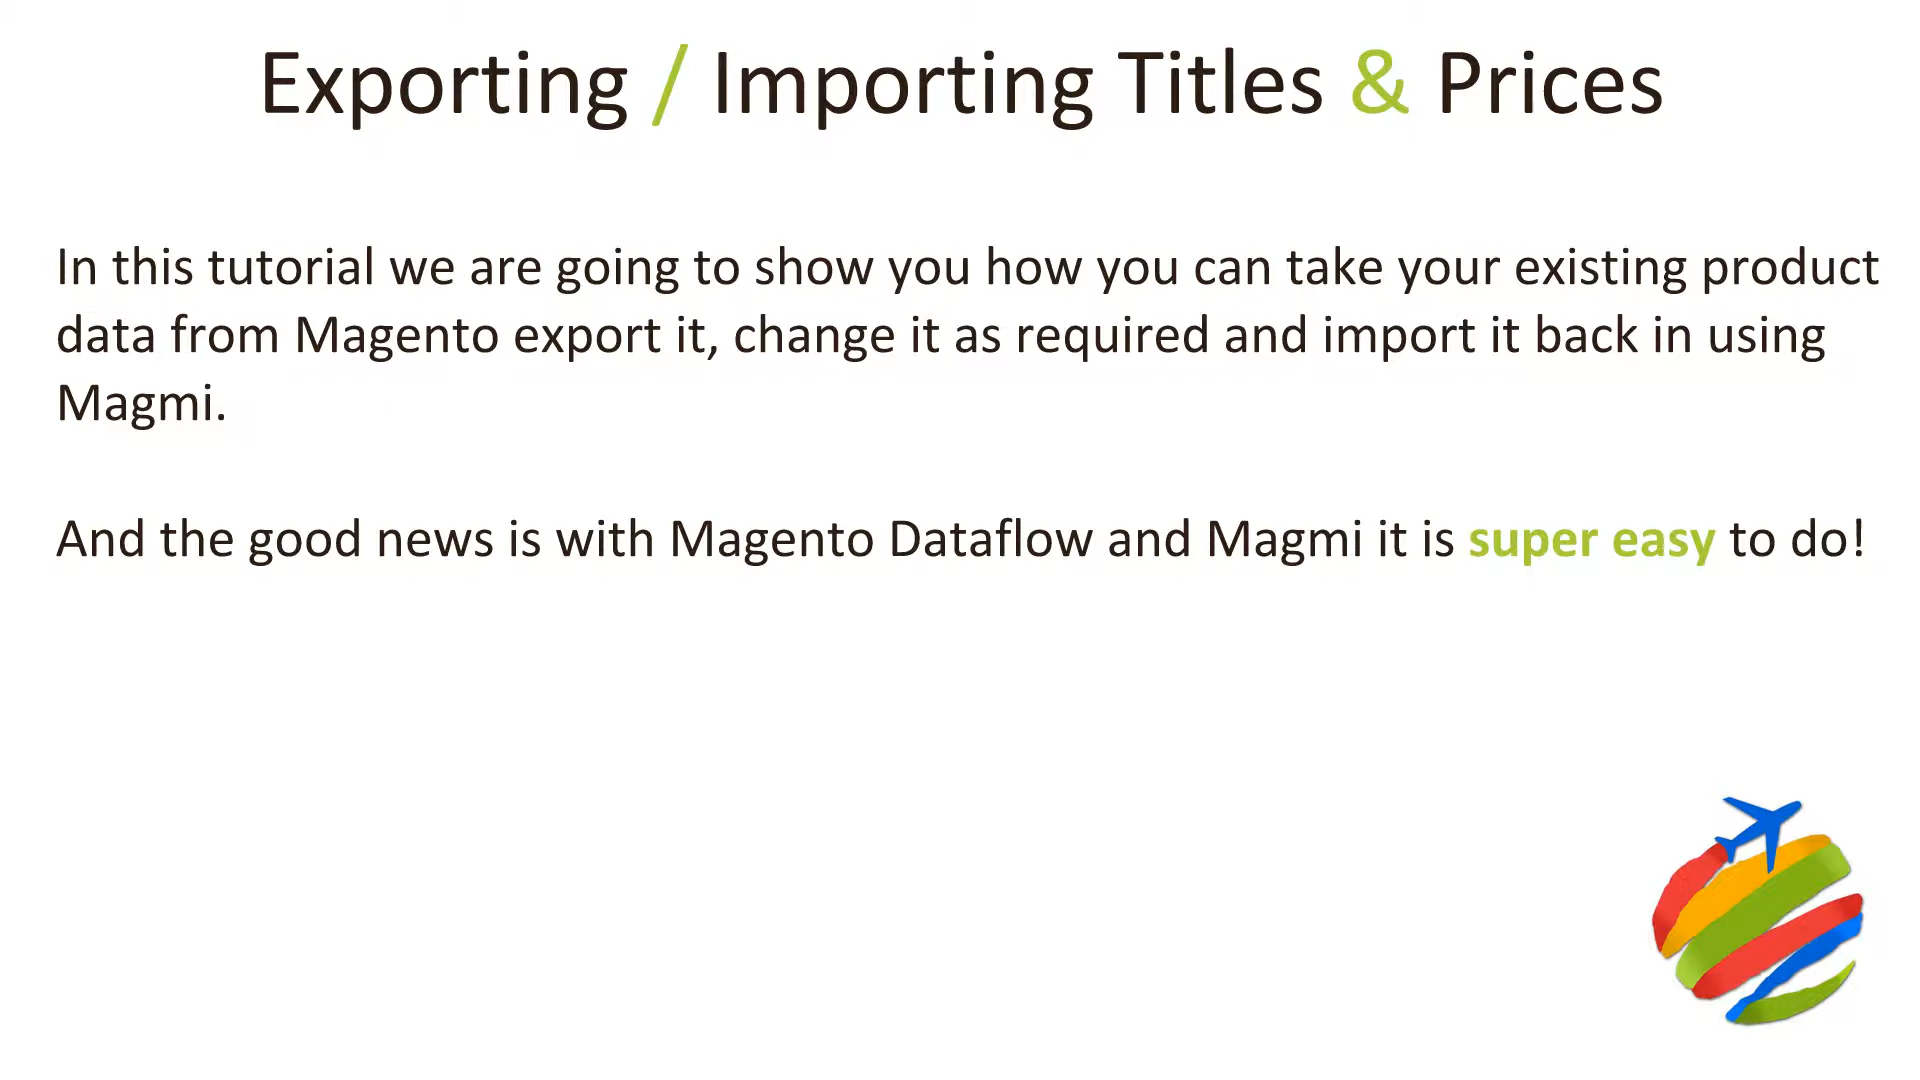 Exporting / Importing Titles & Prices
In this tutorial we are going to show you how you can take your existing product
data from Magento export it, change it as required and import it back in using
Magmi.
And the good news is with Magento Dataflow and Magmi it is super easy to do!